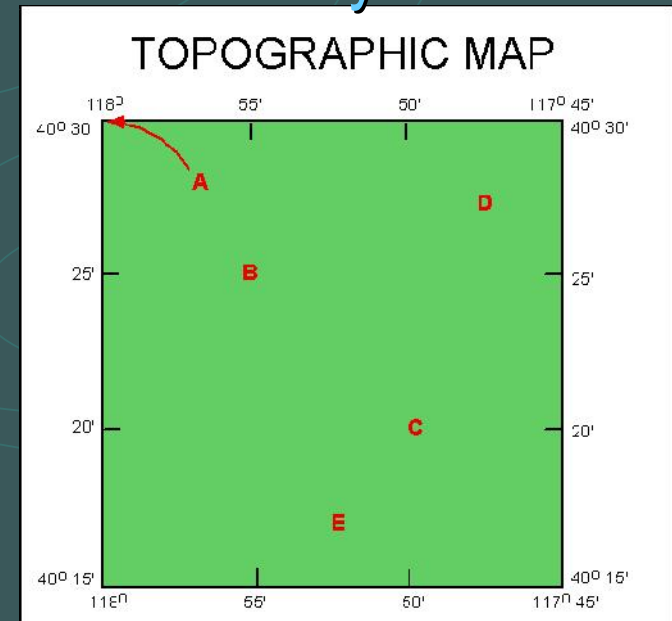 TOPOGRAPHIC MAP
118° 55' 50' 117° 45'
40° 30 40° 30'
A
D
25' B 25'
20' C 20'
E
40° 15' 40° 15'
55' 50' 117° 45'